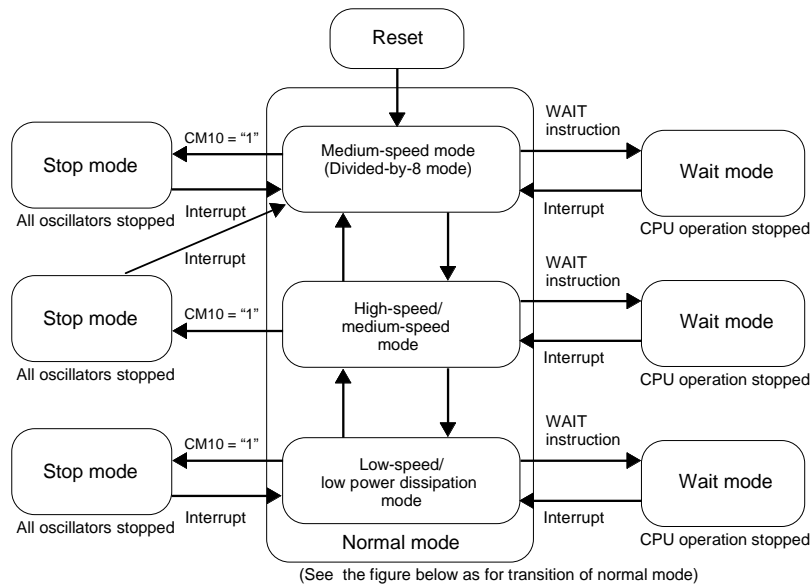 Reset
CM10 = “1”
WAIT
instruction
Stop mode
Medium-speed mode
(Divided-by-8 mode)
Wait mode
All oscillators stopped
Interrupt
Interrupt
CPU operation stopped
Interrupt
WAIT
instruction
Stop mode
CM10 = “1”
High-speed/
medium-speed
mode
Wait mode
All oscillators stopped
Interrupt
CPU operation stopped
CM10 = “1”
WAIT
instruction
Stop mode
Low-speed/
low power dissipation
mode
Wait mode
All oscillators stopped
Interrupt
Interrupt
CPU operation stopped
Normal mode
(See the figure below as for transition of normal mode)